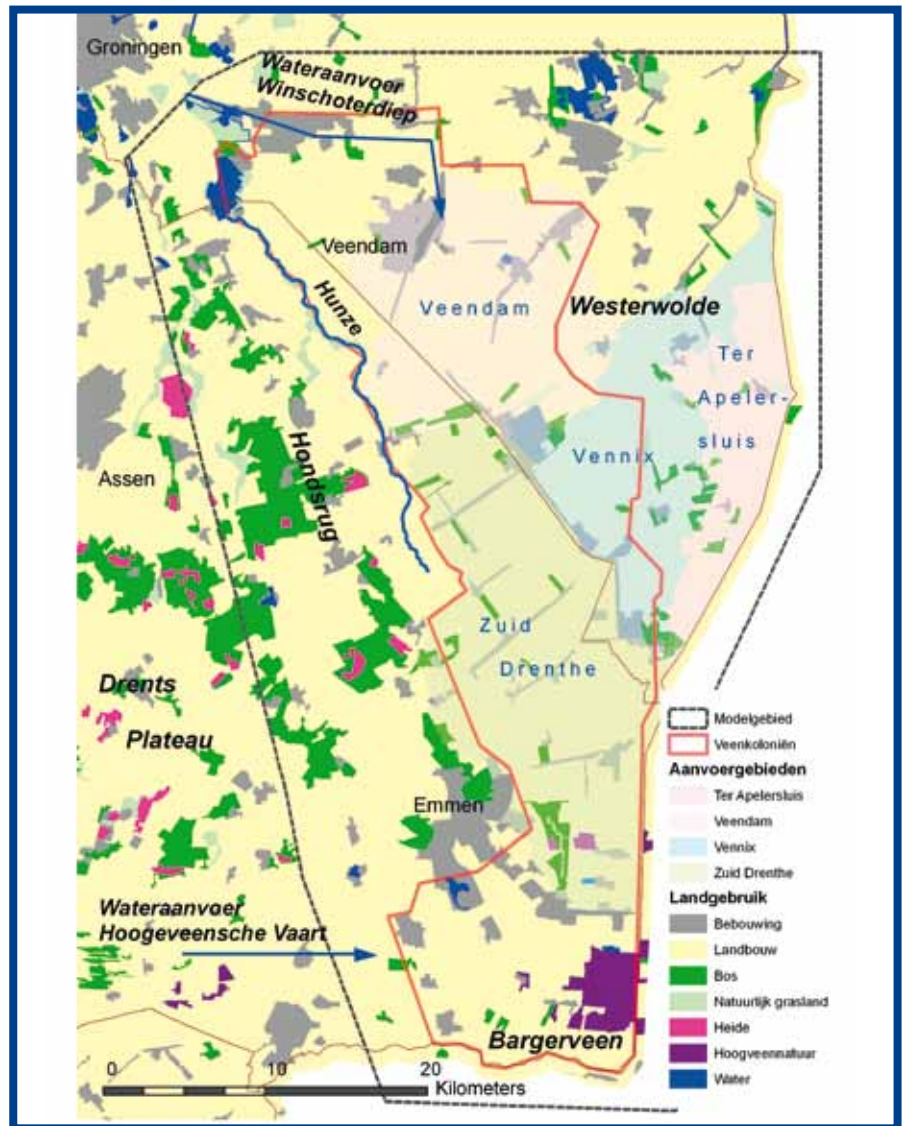 Groningen
Wateraanvoer
Winschoterdiep
Veendam
Hunze
Veendam
Westerwolde
Ter
Apeler-
sluis
Vennix
Hondsrug
Assen
Zuid
Drenthe
Drents
Plateau
Emmen
Wateraanvoer
Hoogeveensche Vaart
Bargerveen
0 10 20
Kilometers
Modelgebied
Veenkoloniën
Aanvoergebieden
Ter Apelersluis
Veendam
Vennix
Zuid Drenthe
Landgebruik
Bebouwing
Landbouw
Bos
Natuurlijk grasland
Heide
Hoogveennatuur
Water